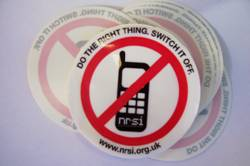 DO THE RIGHT THING. SWITCH IT OFF.
nrsi
www.nrsi.org.uk